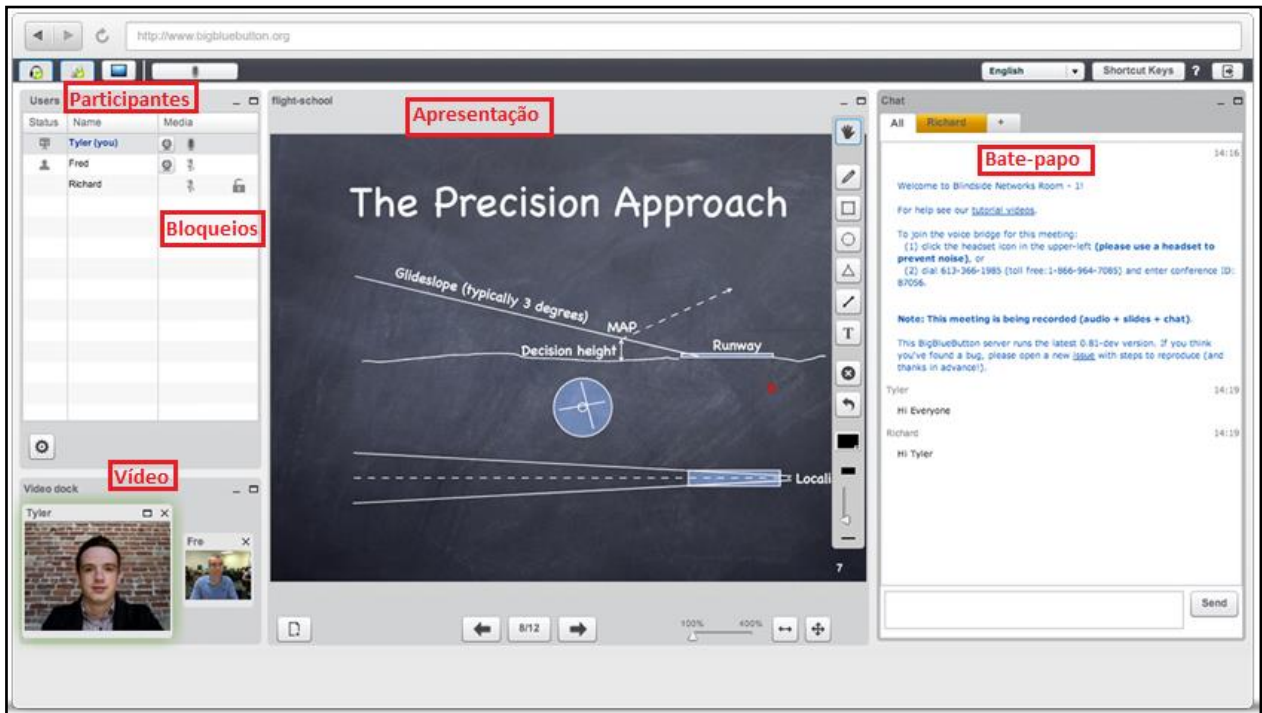 http://www.bigbluebutton.org
English
Shortcut Keys
?
Users
Participantes
Status Name Media
Tyler (you)
Fred
Richard
Bloqueios
Video dock
Vídeo
Tyler
Fre
flight-school
Apresentação
The Precision Approach
Glideslope (typically 3 degrees)
MAP
Decision height
Runway
Locali
7
T
8/12
100% 400%
Chat
All Richard +
Bate-papo
14:16
Welcome to Blindside Networks Room - 1!
For help see our tutorial videos.
To join the voice bridge for this meeting:
(1) click the headset icon in the upper-left (please use a headset to
prevent noise), or
(2) dial 613-366-1985 (toll free:1-866-964-7085) and enter conference ID:
87056.
Note: This meeting is being recorded (audio + slides + chat).
This BigBlueButton server runs the latest 0.81-dev version. If you think
you've found a bug, please open a new issue with steps to reproduce (and
thanks in advance!).
Tyler 14:19
Hi Everyone
Richard 14:19
Hi Tyler
Send